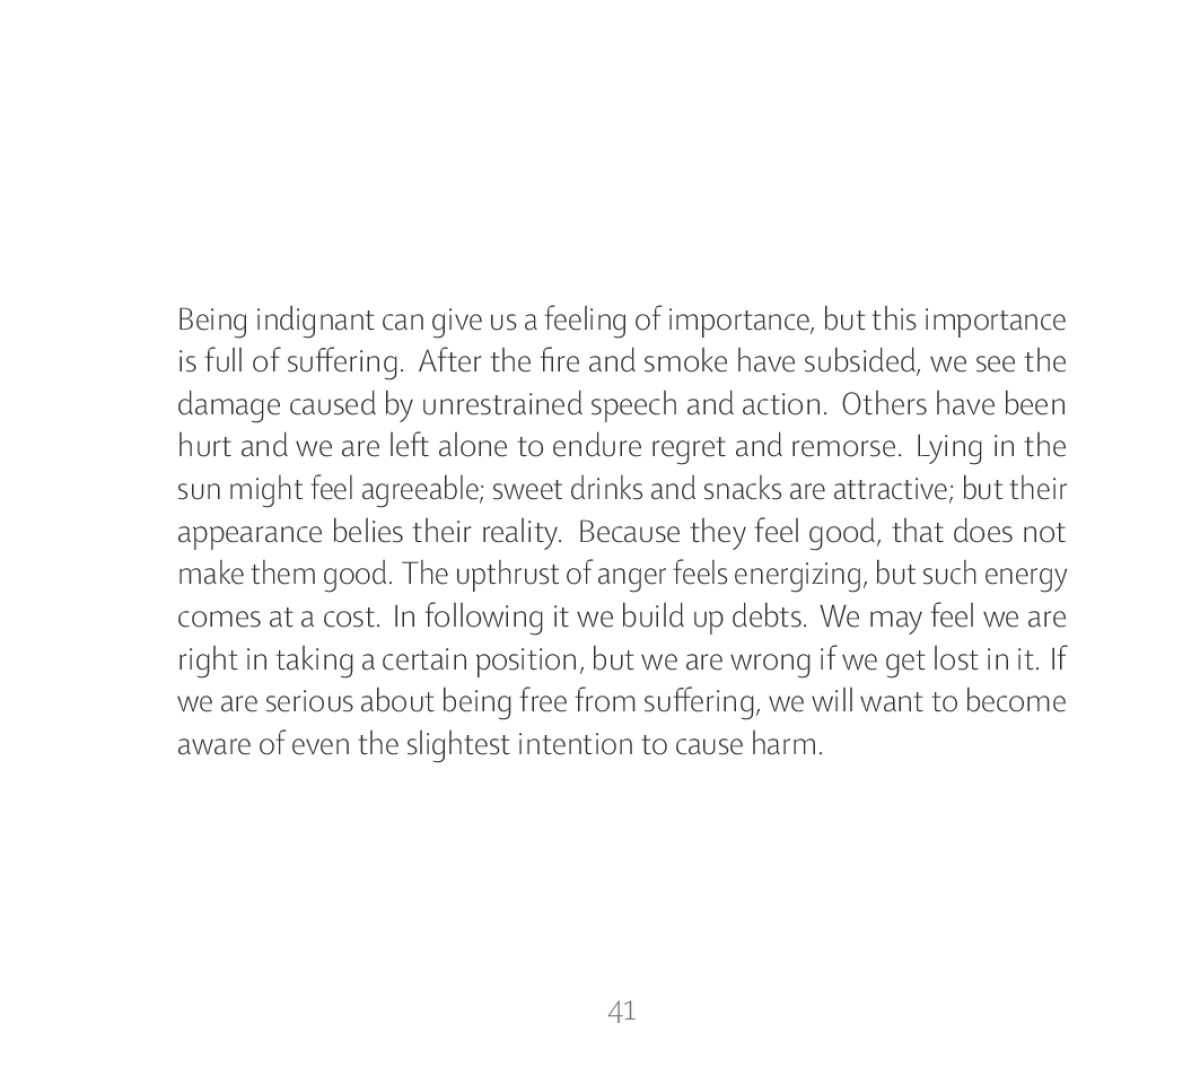 Being indignant can give us a feeling of importance, but this importance
is full of suffering. After the fire and smoke have subsided, we see the
damage caused by unrestrained speech and action. Others have been
hurt and we are left alone to endure regret and remorse. Lying in the
sun might feel agreeable; sweet drinks and snacks are attractive; but their
appearance belies their reality. Because they feel good, that does not
make them good. The upthrust of anger feels energizing, but such energy
comes at a cost. In following it we build up debts. We may feel we are
right in taking a certain position, but we are wrong if we get lost in it. If
we are serious about being free from suffering, we will want to become
aware of even the slightest intention to cause harm.
41